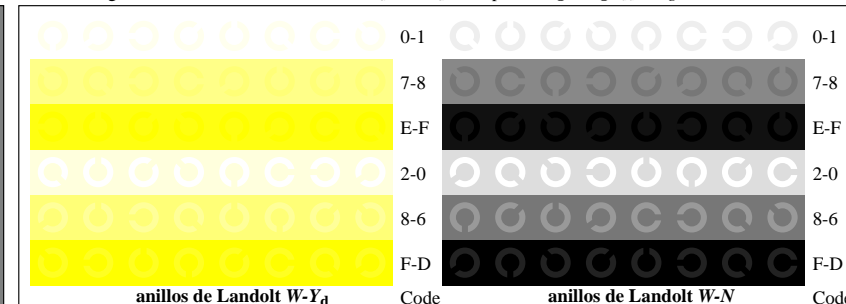 0-1 0-1
7-8 7-8
E-F E-F
2-0 2-0
8-6 8-6
F-D F-D
anillos de Landolt W-Yd Code anillos de Landolt W-N